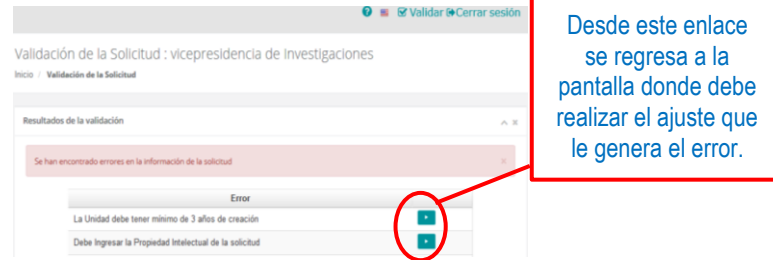 Validar Cerrar sesión
Validación de la Solicitud : vicepresidencia de Investigaciones
Inicio / Validación de la Solicitud
Resultados de la validación
Se han encontrado errores en la información de la solicitud
Error
La Unidad debe tener mínimo de 3 años de creación
Debe Ingresar la Propiedad Intelectual de la solicitud
Desde este enlace
se regresa a la
pantalla donde debe
realizar el ajuste que
le genera el error.